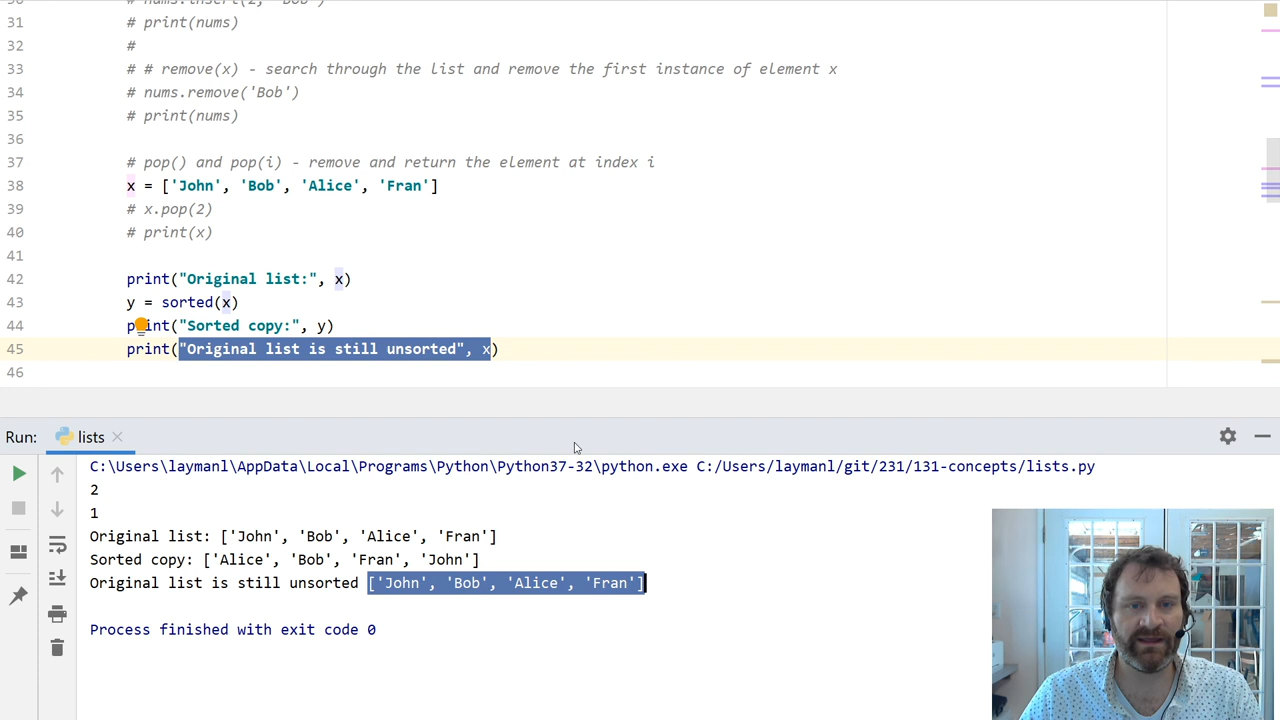 30 # nums.insert(2, 'Bob')
31 # print(nums)
32 #
33 # # remove(x) - search through the list and remove the first instance of element x
34 # nums.remove('Bob')
35 # print(nums)
36
37 # pop() and pop(i) - remove and return the element at index i
38 x = ['John', 'Bob', 'Alice', 'Fran']
39 # x.pop(2)
40 # print(x)
41
42 print("Original list:", x)
43 y = sorted(x)
44 print("Sorted copy:", y)
45 print("Original list is still unsorted", x)
46
Run: lists
C:\Users\laymanl\AppData\Local\Programs\Python\Python37-32\python.exe C:/Users/laymanl/git/231/131-concepts/lists.py
2
1
Original list: ['John', 'Bob', 'Alice', 'Fran']
Sorted copy: ['Alice', 'Bob', 'Fran', 'John']
Original list is still unsorted ['John', 'Bob', 'Alice', 'Fran']
Process finished with exit code 0